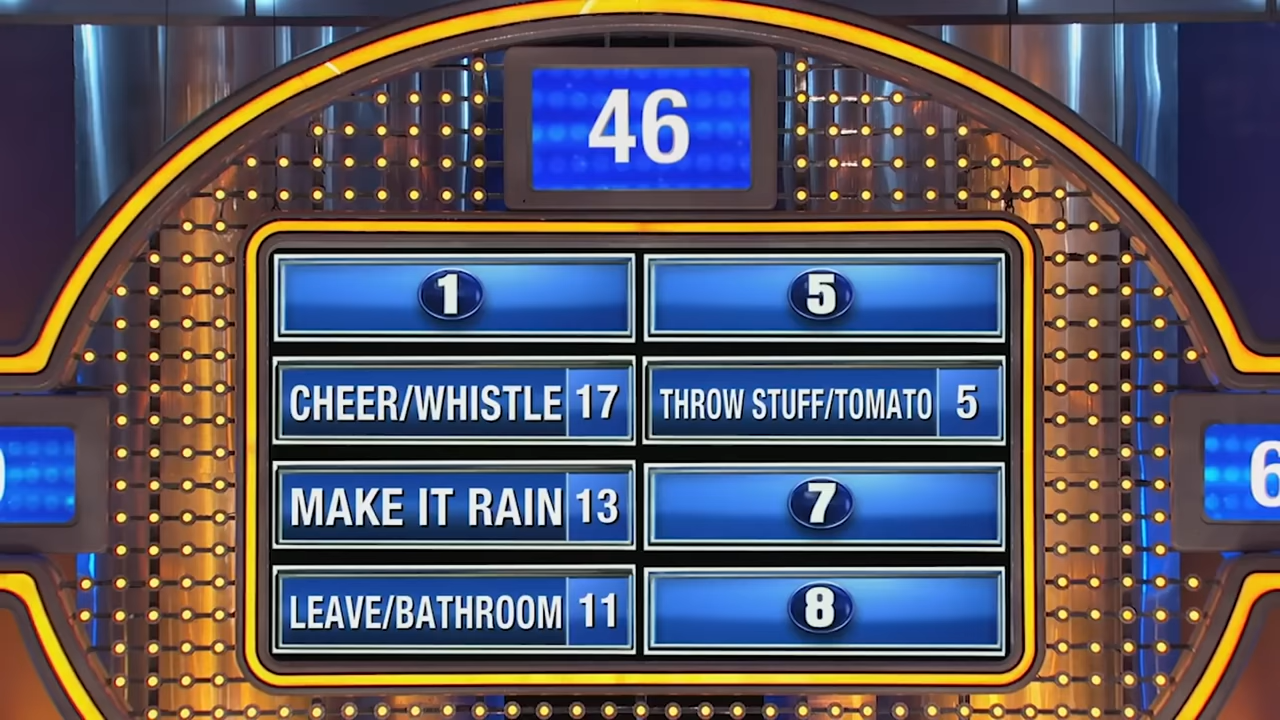 46
1
5
CHEER/WHISTLE 17
THROW STUFF/TOMATO 5
MAKE IT RAIN 13
7
LEAVE/BATHROOM 11
8
6